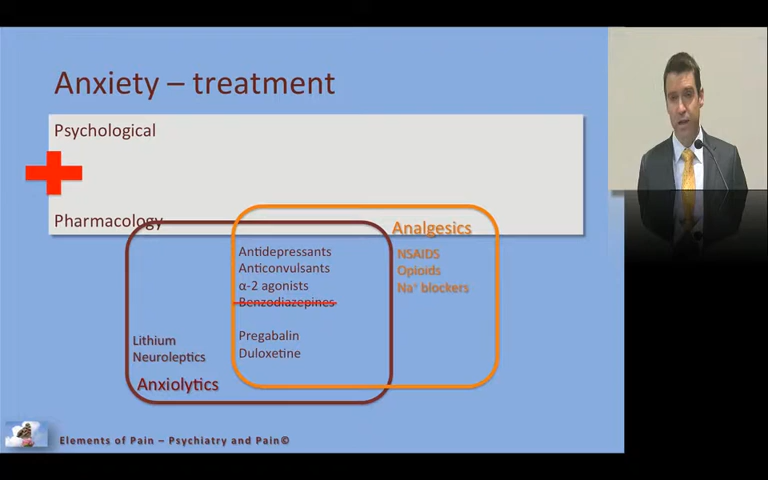 Anxiety – treatment
Psychological
Pharmacology
Analgesics
Antidepressants
Anticonvulsants
α-2 agonists
Benzodiazepines
NSAIDS
Opioids
Na⁺ blockers
Lithium
Neuroleptics
Pregabalin
Duloxetine
Anxiolytics
Elements of Pain – Psychiatry and Pain©